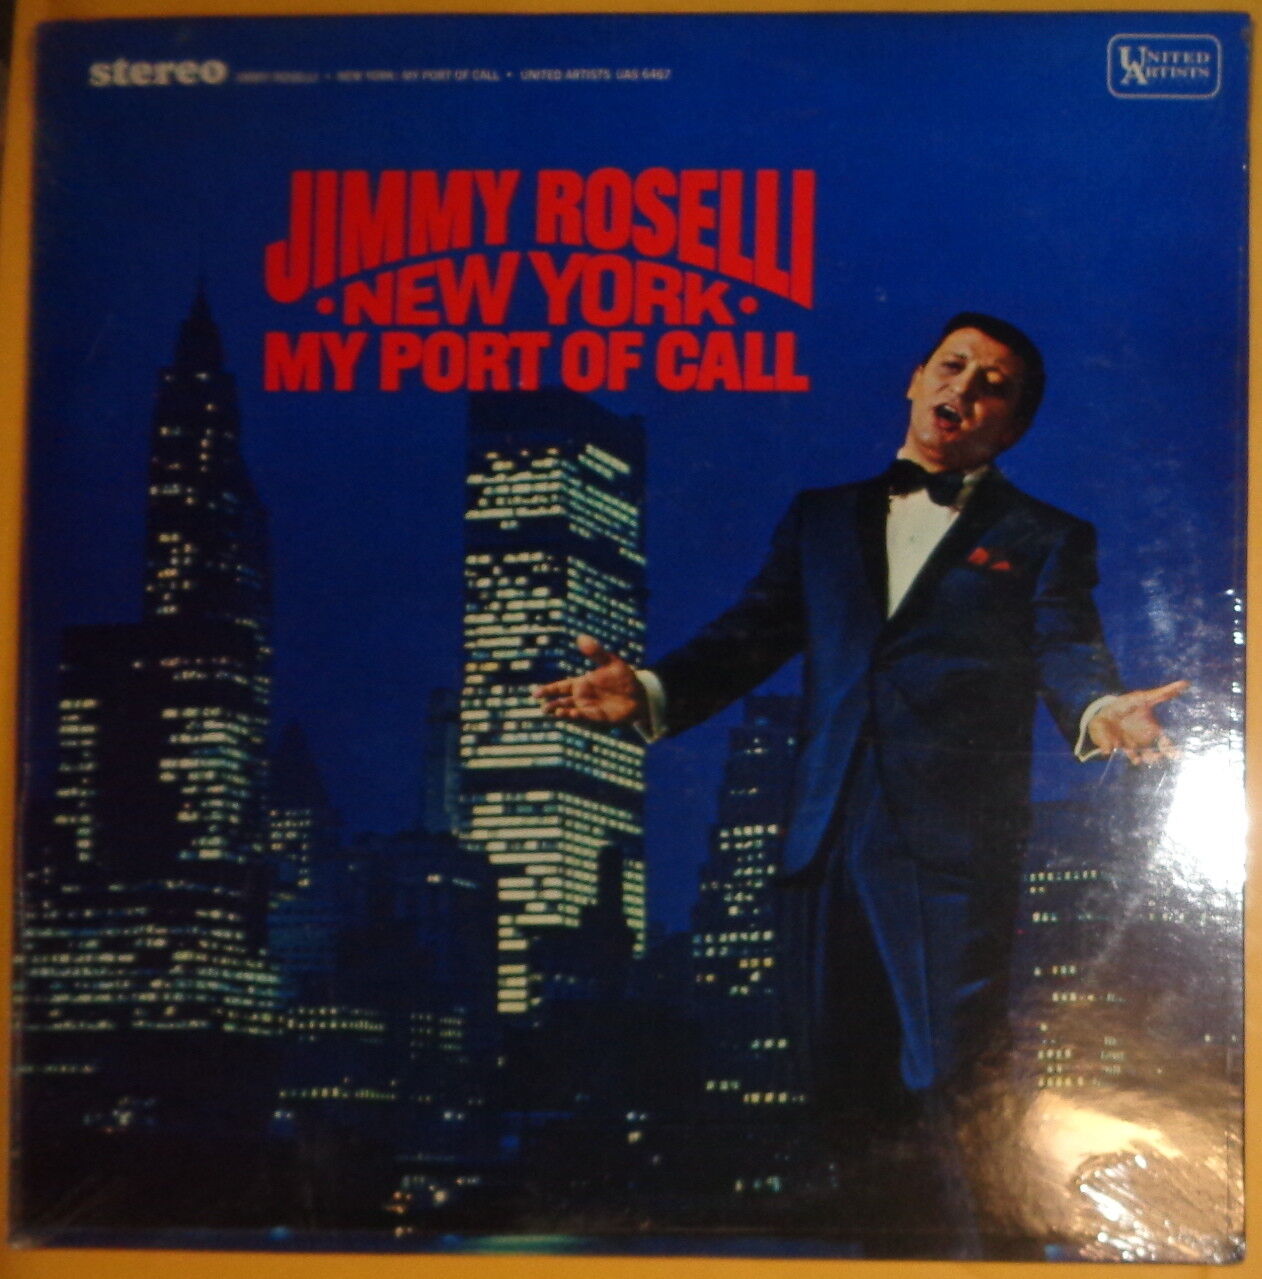 stereo JIMMY ROSELLI • NEW YORK: MY PORT OF CALL • UNITED ARTISTS UAS 6467
UNITED
ARTISTS
JIMMY ROSELLI
• NEW YORK •
MY PORT OF CALL